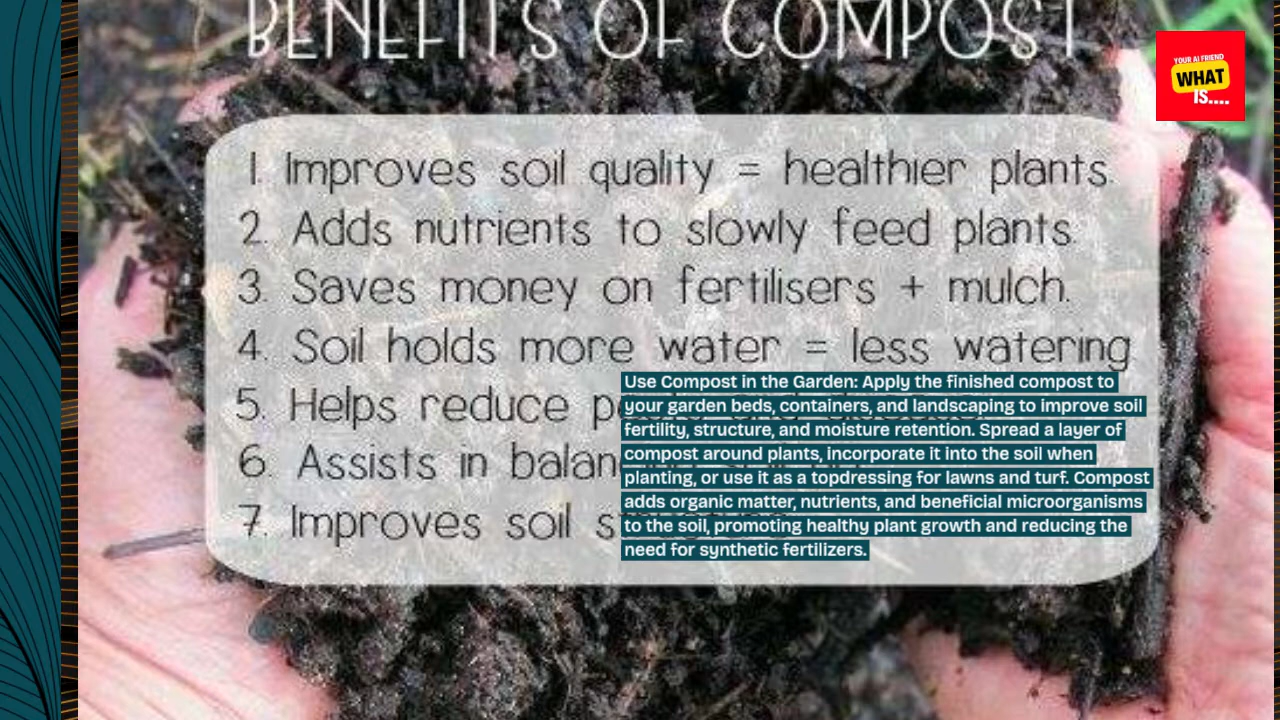 BENEFITS OF COMPOST
YOUR AI FRIEND
WHAT
IS....
1. Improves soil quality = healthier plants.
2. Adds nutrients to slowly feed plants.
3. Saves money on fertilisers + mulch.
4. Soil holds more water = less watering.
5. Helps reduce
6. Assists in
7. Improves soil
Use Compost in the Garden: Apply the finished compost to
your garden beds, containers, and landscaping to improve soil
fertility, structure, and moisture retention. Spread a layer of
compost around plants, incorporate it into the soil when
planting, or use it as a topdressing for lawns and turf. Compost
adds organic matter, nutrients, and beneficial microorganisms
to the soil, promoting healthy plant growth and reducing the
need for synthetic fertilizers.